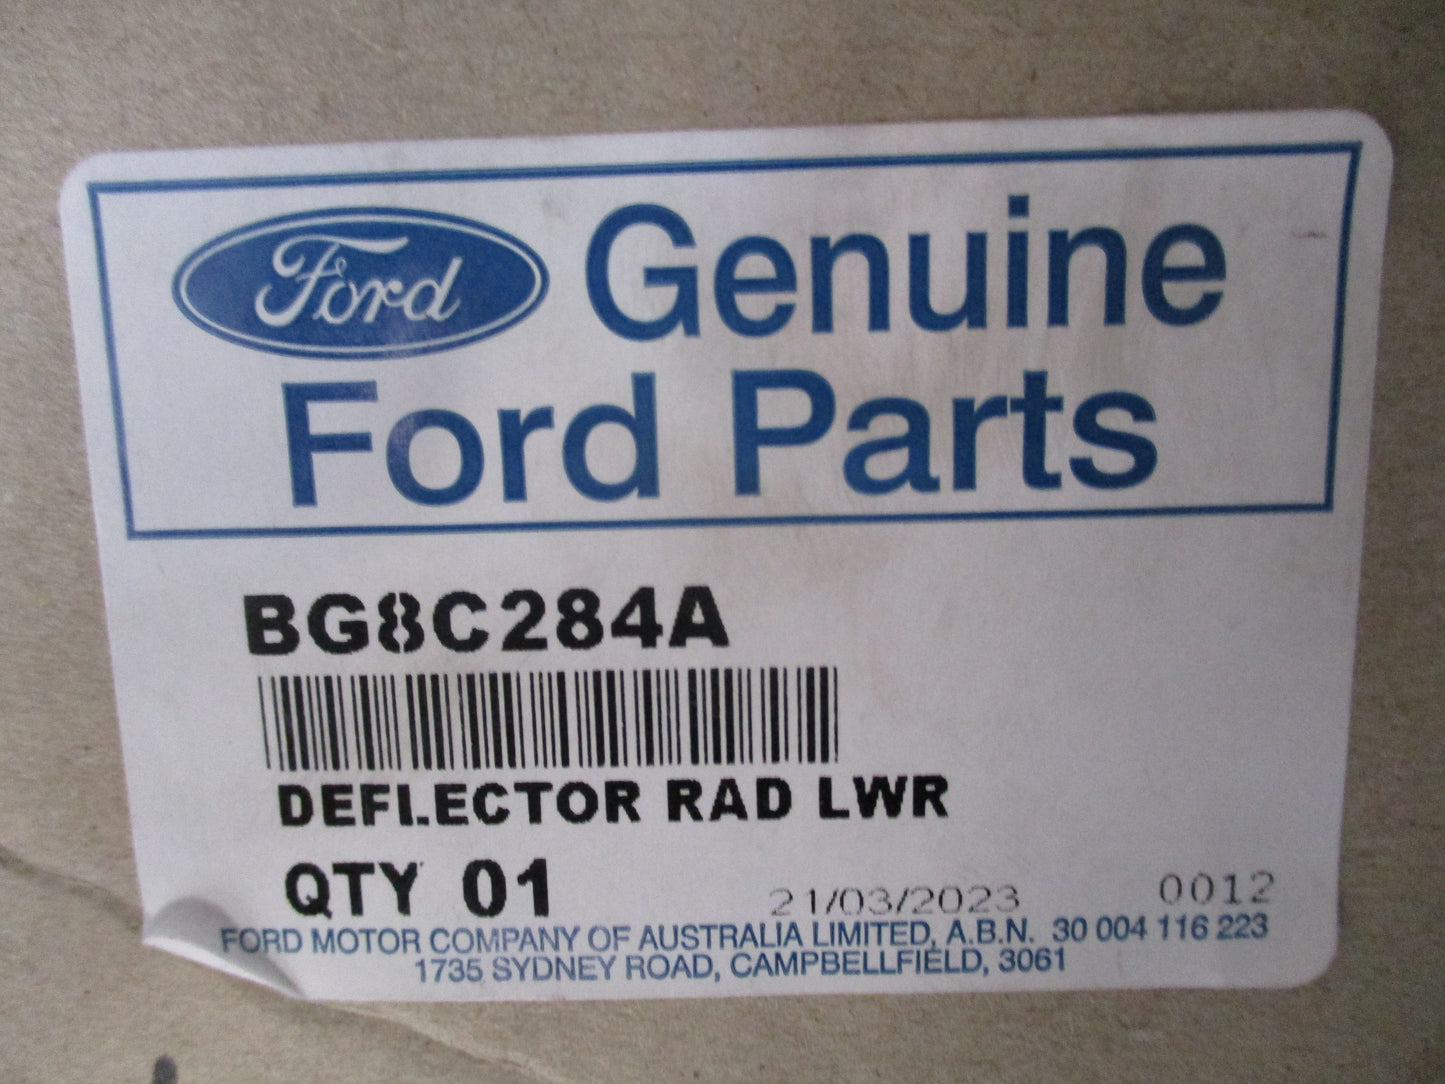 Ford Genuine
Ford Parts
BG8C284A
DEFLECTOR RAD LWR
QTY 01 21/03/2023 0012
FORD MOTOR COMPANY OF AUSTRALIA LIMITED, A.B.N. 30 004 116 223
1735 SYDNEY ROAD, CAMPBELLFIELD, 3061